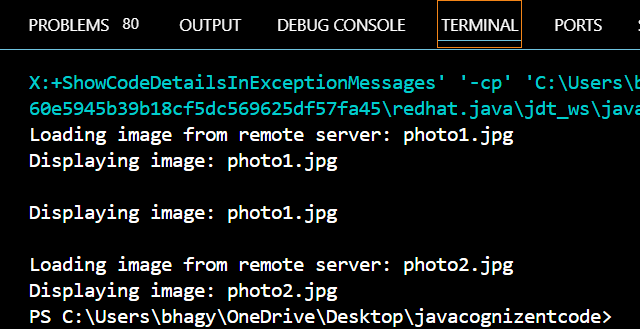 PROBLEMS 80 OUTPUT DEBUG CONSOLE TERMINAL PORTS
X:+ShowCodeDetailsInExceptionMessages' '-cp' 'C:\Users\b
60e5945b39b18cf5dc569625df57fa45\redhat.java\jdt_ws\java
Loading image from remote server: photo1.jpg
Displaying image: photo1.jpg
Displaying image: photo1.jpg
Loading image from remote server: photo2.jpg
Displaying image: photo2.jpg
PS C:\Users\bhagy\OneDrive\Desktop\javacognizentcode>